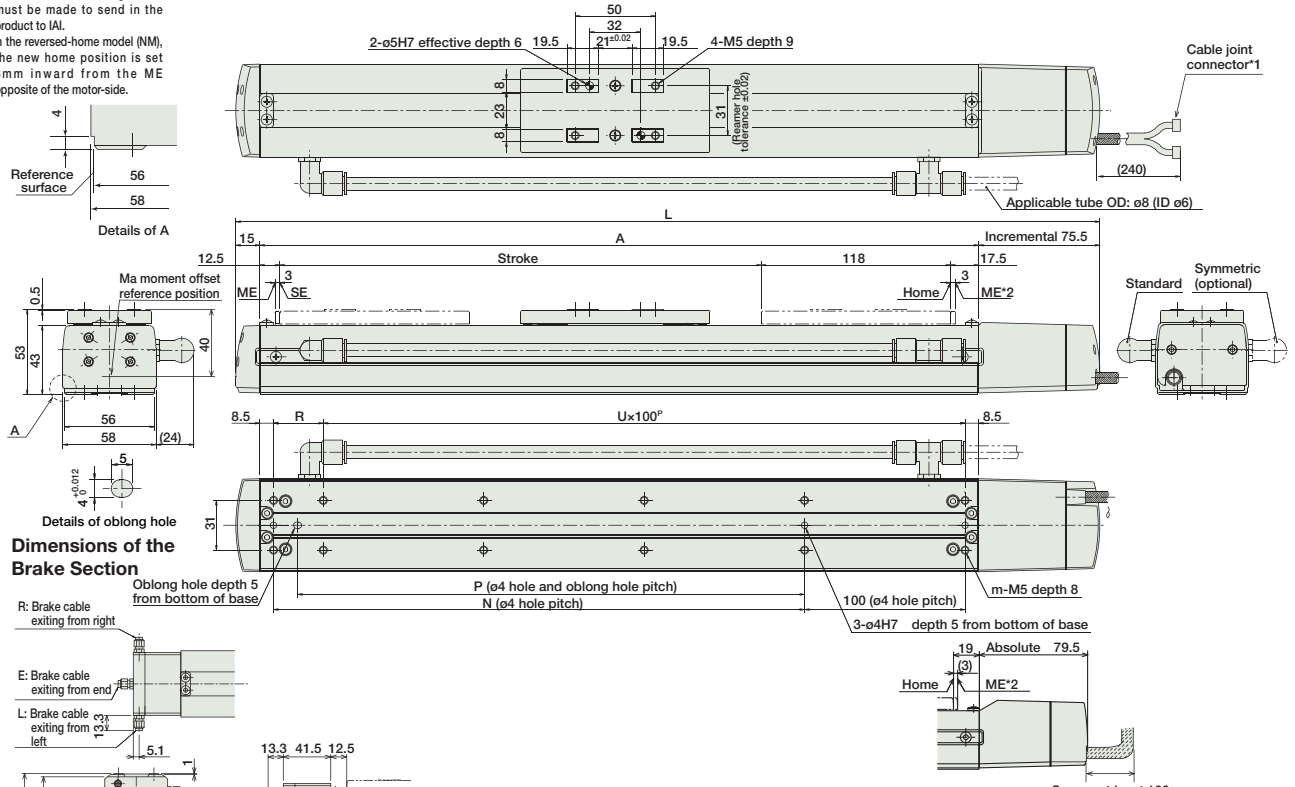 must be made to send in the
product to IAI.
the reversed-home model (NM),
the new home position is set
mm inward from the ME
opposite of the motor-side.
4
Reference
surface
56
58
Details of A
50
32
2-ø5H7 effective depth 6
19.5
21±0.02
19.5
4-M5 depth 9
8
23
8
31
(Reamer hole
tolerance ±0.02)
Cable joint
connector*1
(240)
Applicable tube OD: ø8 (ID ø6)
L
15
A
Incremental 75.5
12.5
Stroke
118
17.5
3
ME
SE
Home
3
ME*2
Ma moment offset
reference position
0.5
53
43
40
A
56
58
(24)
Standard
Symmetric
(optional)
5
4 +0.012 0
Details of oblong hole
8.5
R
U×100ᴾ
8.5
31
Oblong hole depth 5
from bottom of base
P (ø4 hole and oblong hole pitch)
N (ø4 hole pitch)
100 (ø4 hole pitch)
m-M5 depth 8
3-ø4H7 depth 5 from bottom of base
Dimensions of the
Brake Section
R: Brake cable
exiting from right
E: Brake cable
exiting from end
L: Brake cable
exiting from
left
13.3
5.1
1
13.3
41.5
12.5
19
Absolute 79.5
(3)
Home
ME*2